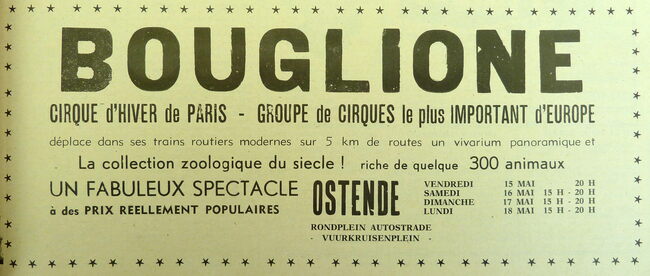 BOUGLIONE
CIRQUE d'HIVER de PARIS - GROUPE de CIRQUES le plus IMPORTANT d'EUROPE
déplace dans ses trains routiers modernes sur 5 km de routes un vivarium panoramique et
La collection zoologique du siecle ! riche de quelque 300 animaux
UN FABULEUX SPECTACLE
à des PRIX REELLEMENT POPULAIRES
OSTENDE
RONDPLEIN AUTOSTRADE
- VUURKRUISENPLEIN -
VENDREDI 15 MAI 20 H
SAMEDI 16 MAI 15 H - 20 H
DIMANCHE 17 MAI 15 H - 20 H
LUNDI 18 MAI 15 H - 20 H